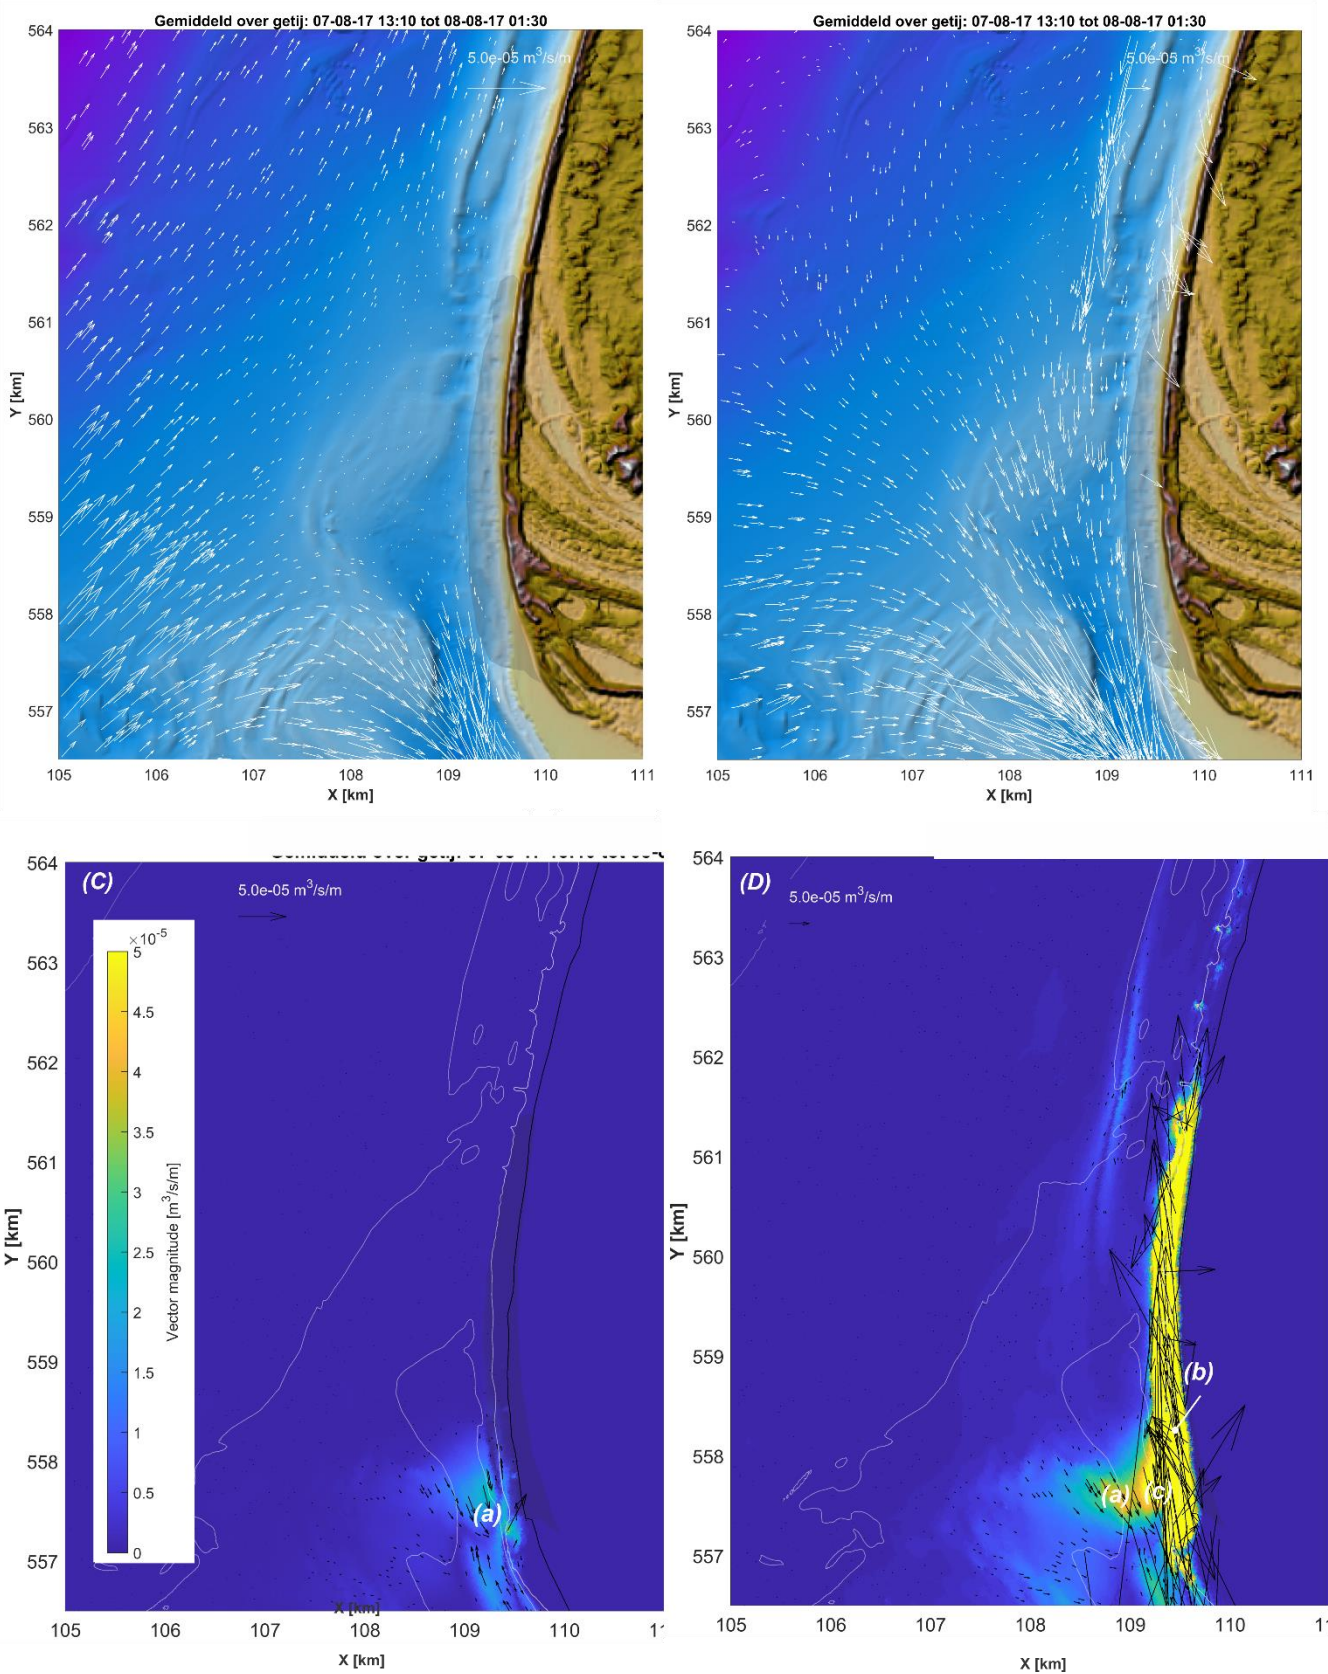 Gemiddeld over getij: 07-08-17 13:10 tot 08-08-17 01:30
5.0e-05 m³/s/m
564
563
562
561
560
559
558
557
Y [km]
105 106 107 108 109 110 111
X [km]
Gemiddeld over getij: 07-08-17 13:10 tot 08-08-17 01:30
5.0e-05 m³/s/m
564
563
562
561
560
559
558
557
Y [km]
105 106 107 108 109 110 111
X [km]
(C)
5.0e-05 m³/s/m
×10⁻⁵
5
4.5
4
3.5
3
2.5
2
1.5
1
0.5
0
Vector magnitude [m³/s/m]
(a)
564
563
562
561
560
559
558
557
Y [km]
X [km]
105 106 107 108 109 110
X [km]
(D)
5.0e-05 m³/s/m
(b)
(a) (c)
564
563
562
561
560
559
558
557
Y [km]
105 106 107 108 109 110
X [km]